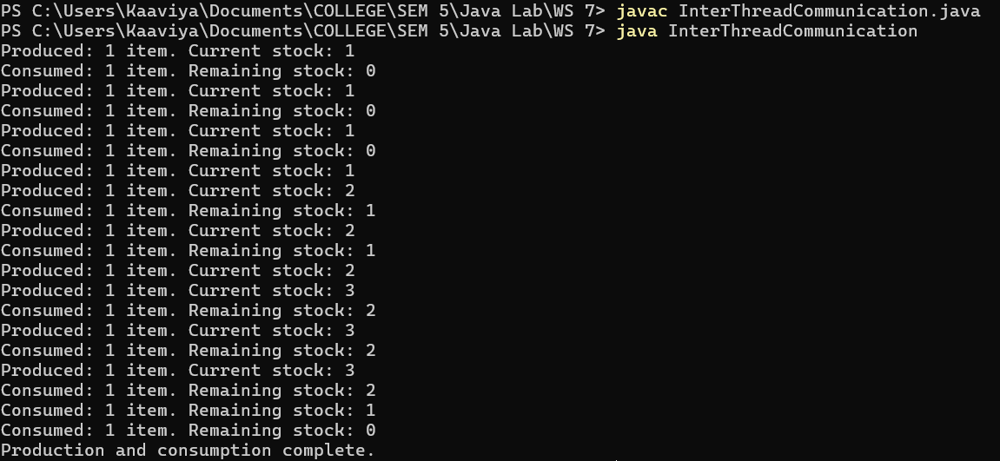 PS C:\Users\Kaaviya\Documents\COLLEGE\SEM 5\Java Lab\WS 7> javac InterThreadCommunication.java
PS C:\Users\Kaaviya\Documents\COLLEGE\SEM 5\Java Lab\WS 7> java InterThreadCommunication
Produced: 1 item. Current stock: 1
Consumed: 1 item. Remaining stock: 0
Produced: 1 item. Current stock: 1
Consumed: 1 item. Remaining stock: 0
Produced: 1 item. Current stock: 1
Consumed: 1 item. Remaining stock: 0
Produced: 1 item. Current stock: 1
Produced: 1 item. Current stock: 2
Consumed: 1 item. Remaining stock: 1
Produced: 1 item. Current stock: 2
Consumed: 1 item. Remaining stock: 1
Produced: 1 item. Current stock: 2
Produced: 1 item. Current stock: 3
Consumed: 1 item. Remaining stock: 2
Produced: 1 item. Current stock: 3
Consumed: 1 item. Remaining stock: 2
Produced: 1 item. Current stock: 3
Consumed: 1 item. Remaining stock: 2
Consumed: 1 item. Remaining stock: 1
Consumed: 1 item. Remaining stock: 0
Production and consumption complete.